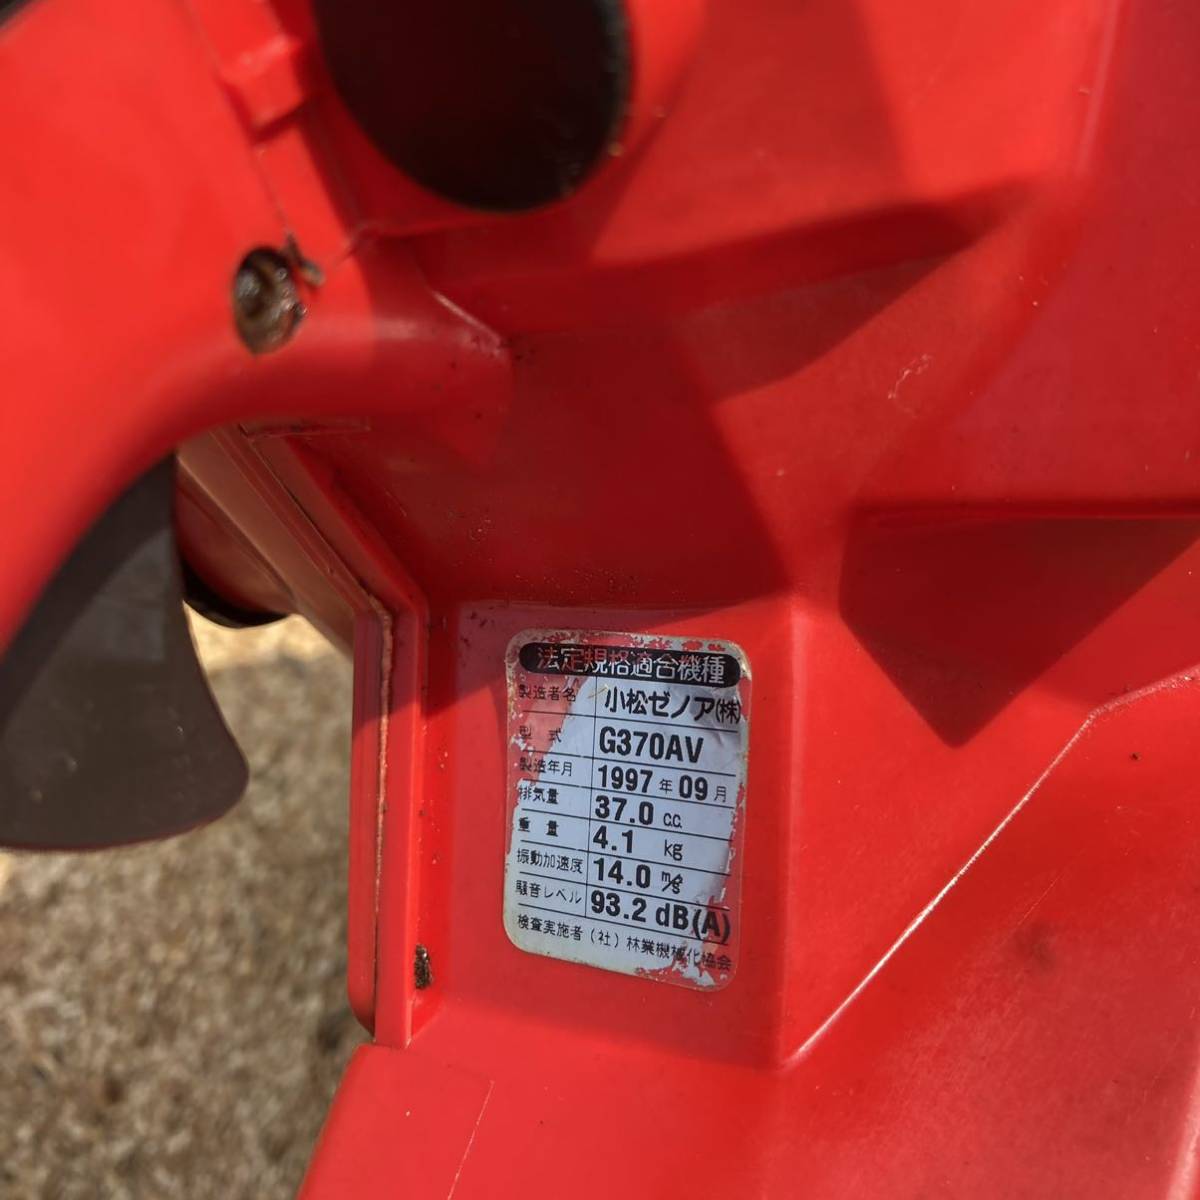 法定規格適合機種
製造者名 小松ゼノア(株)
型式 G370AV
製造年月 1997年09月
排気量 37.0 c.c.
重量 4.1 kg
振動加速度 14.0 m/s
騒音レベル 93.2 dB(A)
検査実施者(社)林業機械化協会